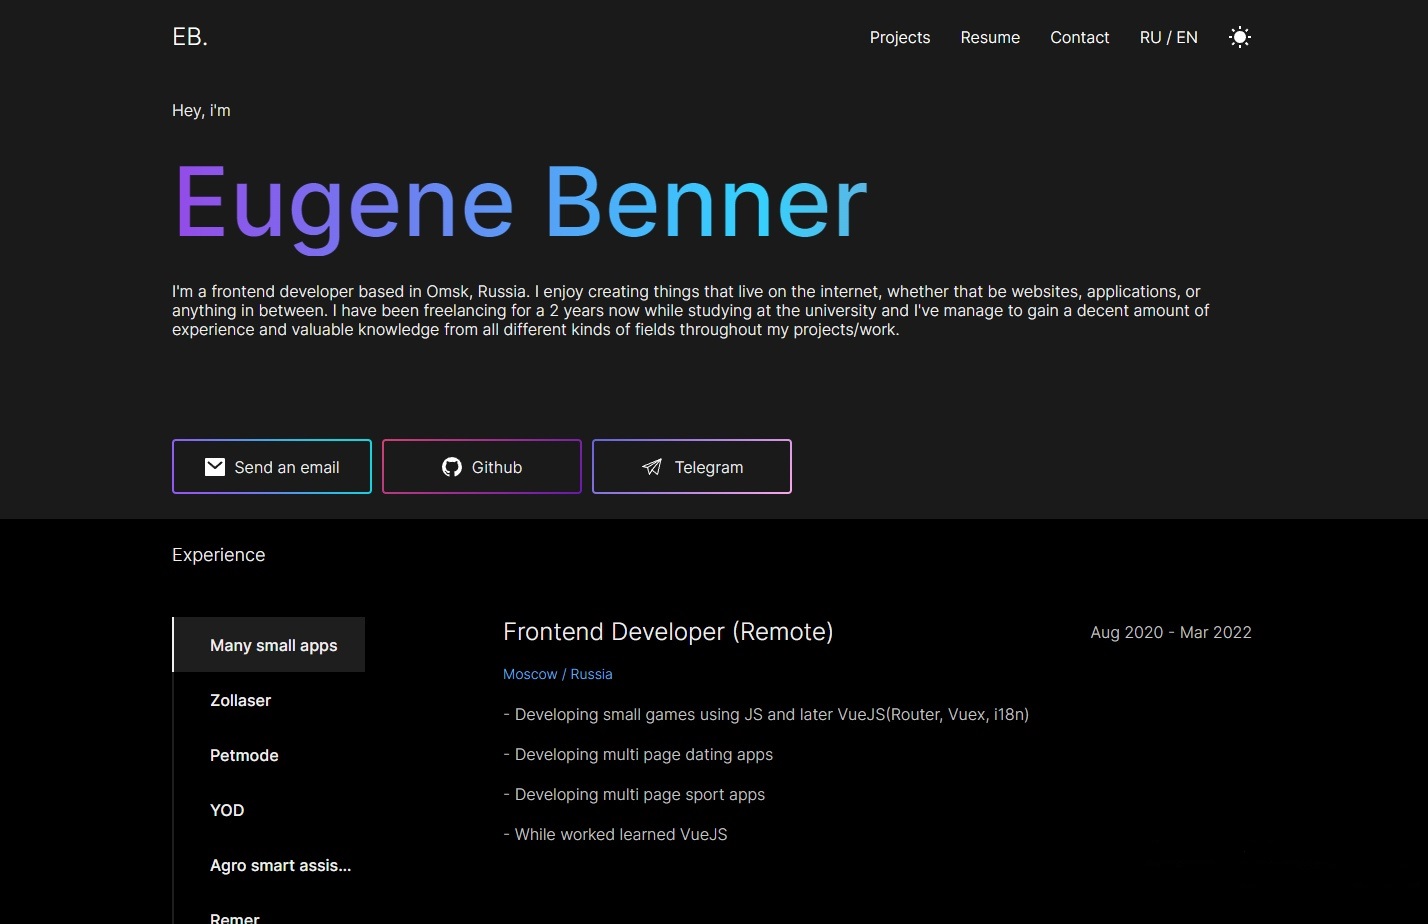 EB.
Projects Resume Contact RU / EN
Hey, i'm
Eugene Benner
I'm a frontend developer based in Omsk, Russia. I enjoy creating things that live on the internet, whether that be websites, applications, or
anything in between. I have been freelancing for a 2 years now while studying at the university and I've manage to gain a decent amount of
experience and valuable knowledge from all different kinds of fields throughout my projects/work.
Send an email
Github
Telegram
Experience
Many small apps
Zollaser
Petmode
YOD
Agro smart assis...
Remer
Frontend Developer (Remote)
Aug 2020 - Mar 2022
Moscow / Russia
- Developing small games using JS and later VueJS(Router, Vuex, i18n)
- Developing multi page dating apps
- Developing multi page sport apps
- While worked learned VueJS